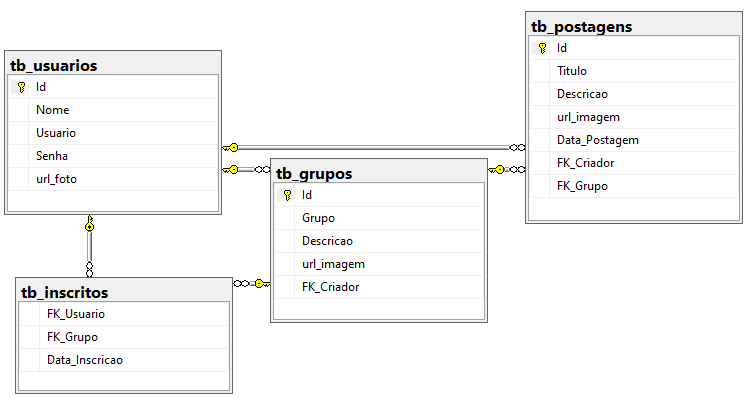 tb_usuarios
Id
Nome
Usuario
Senha
url_foto
tb_postagens
Id
Titulo
Descricao
url_imagem
Data_Postagem
FK_Criador
FK_Grupo
tb_grupos
Id
Grupo
Descricao
url_imagem
FK_Criador
tb_inscritos
FK_Usuario
FK_Grupo
Data_Inscricao